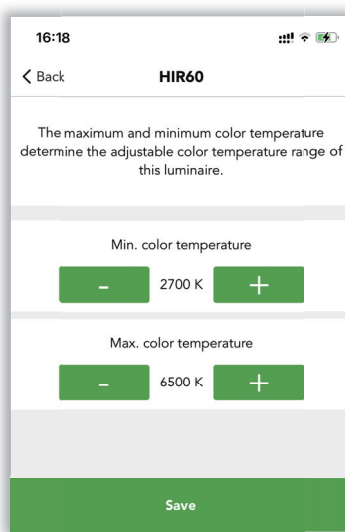 16:18
Back
HIR60
The maximum and minimum color temperature
determine the adjustable color temperature range of
this luminaire.
Min. color temperature
- 2700 K +
Max. color temperature
- 6500 K +
Save